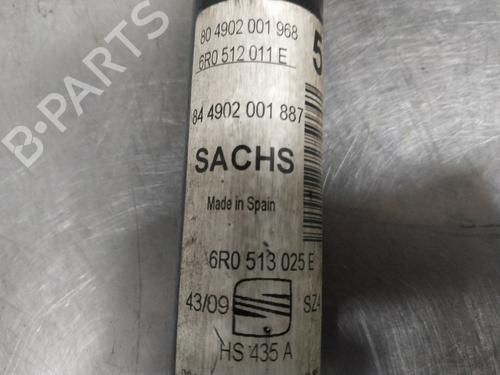 80 4902 001 968
6R0 512 011 E
5
84 4902 001 887
SACHS
Made in Spain
6R0 513 025 E
43/09
HS 435 A
B-PARTS